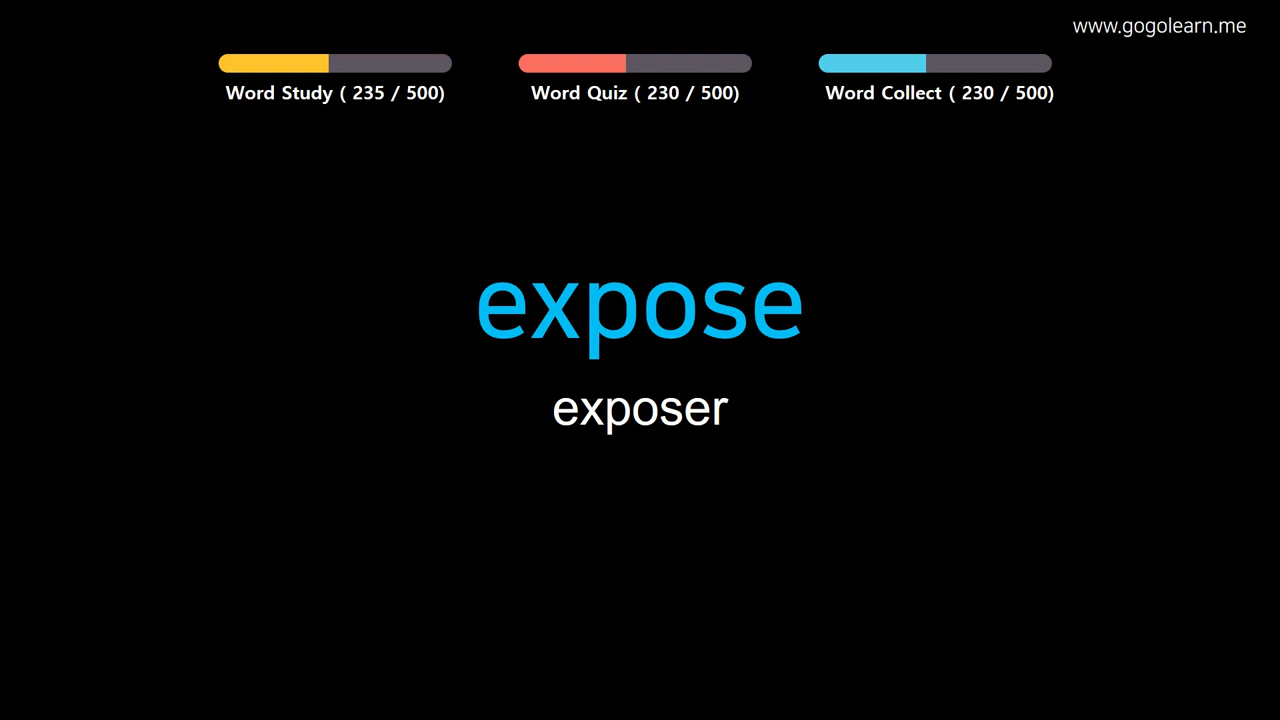 www.gogolearn.me
Word Study ( 235 / 500)
Word Quiz ( 230 / 500)
Word Collect ( 230 / 500)
expose
exposer